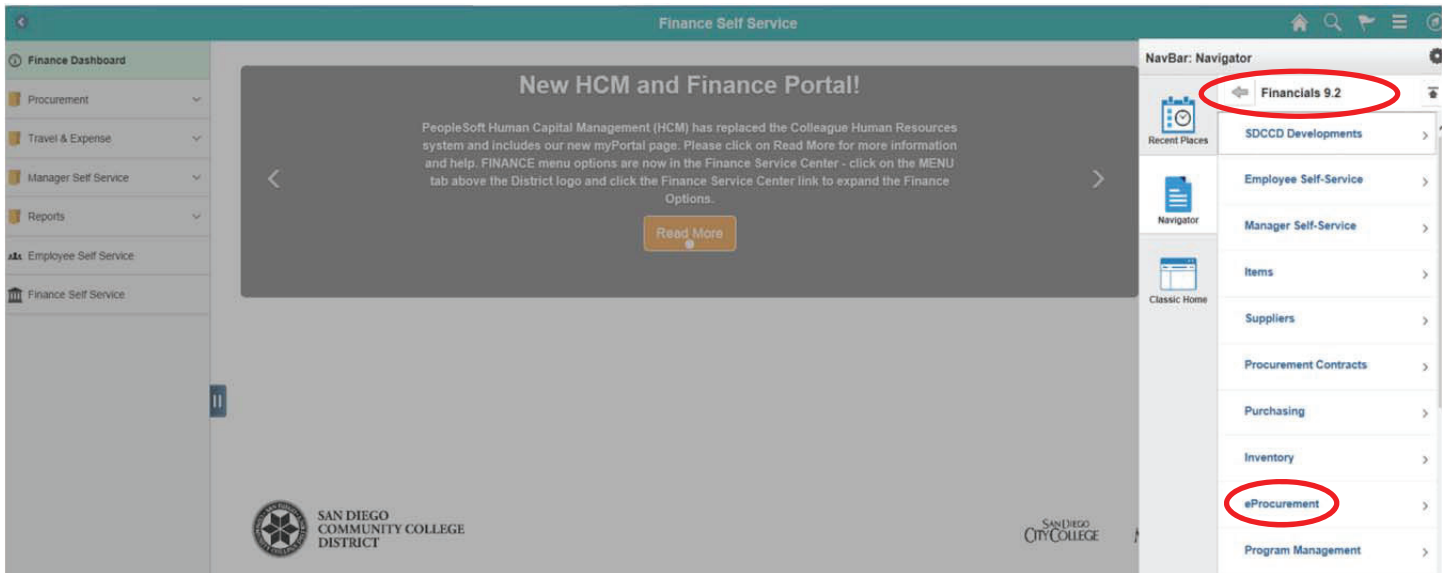 Finance Self Service
Finance Dashboard
Procurement
Travel & Expense
Manager Self Service
Reports
Employee Self Service
Finance Self Service
New HCM and Finance Portal!
PeopleSoft Human Capital Management (HCM) has replaced the Colleague Human Resources
system and includes our new myPortal page. Please click on Read More for more information
and help. FINANCE menu options are now in the Finance Service Center - click on the MENU
tab above the District logo and click the Finance Service Center link to expand the Finance
Options.
Read More
SAN DIEGO
COMMUNITY COLLEGE
DISTRICT
SAN DIEGO
CITY COLLEGE
NavBar: Navigator
Recent Places
Navigator
Classic Home
Financials 9.2
SDCCD Developments
Employee Self-Service
Manager Self-Service
Items
Suppliers
Procurement Contracts
Purchasing
Inventory
eProcurement
Program Management